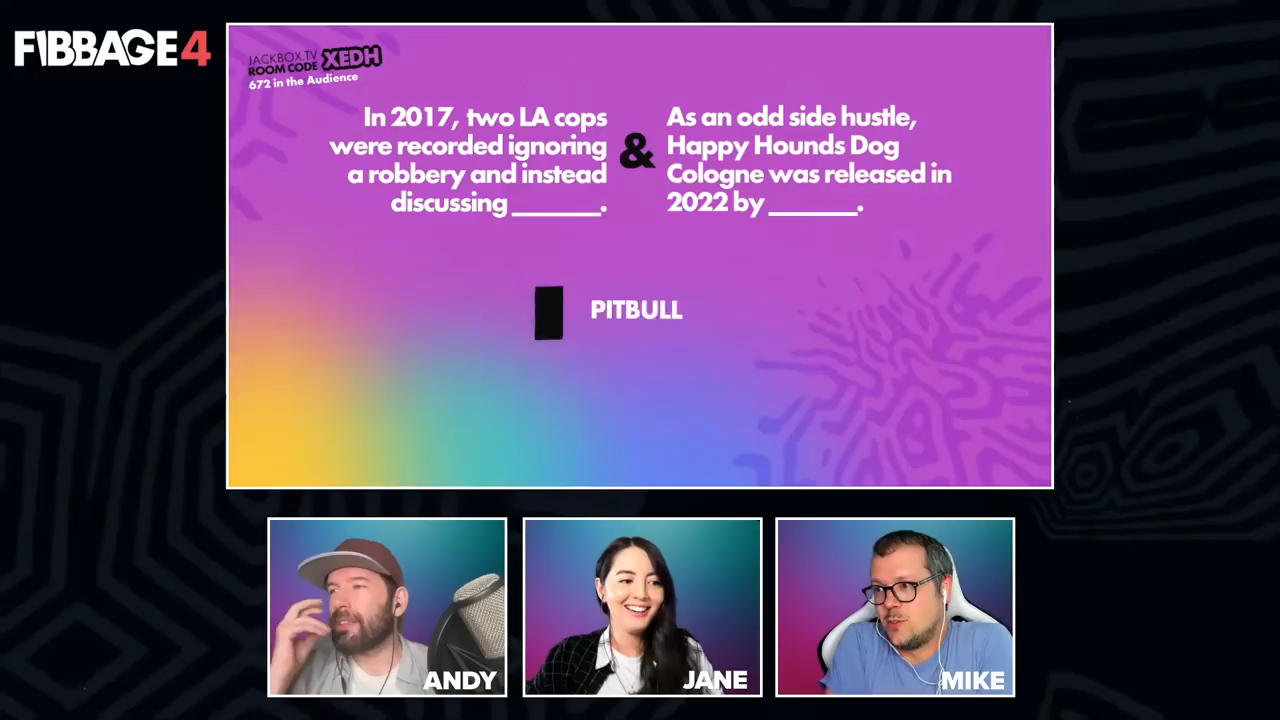 FIBBAGE 4
JACKBOX.TV
ROOM CODE XEDH
672 in the Audience
In 2017, two LA cops
were recorded ignoring
a robbery and instead
discussing _______.
&
As an odd side hustle,
Happy Hounds Dog
Cologne was released in
2022 by _______.
PITBULL
ANDY
JANE
MIKE